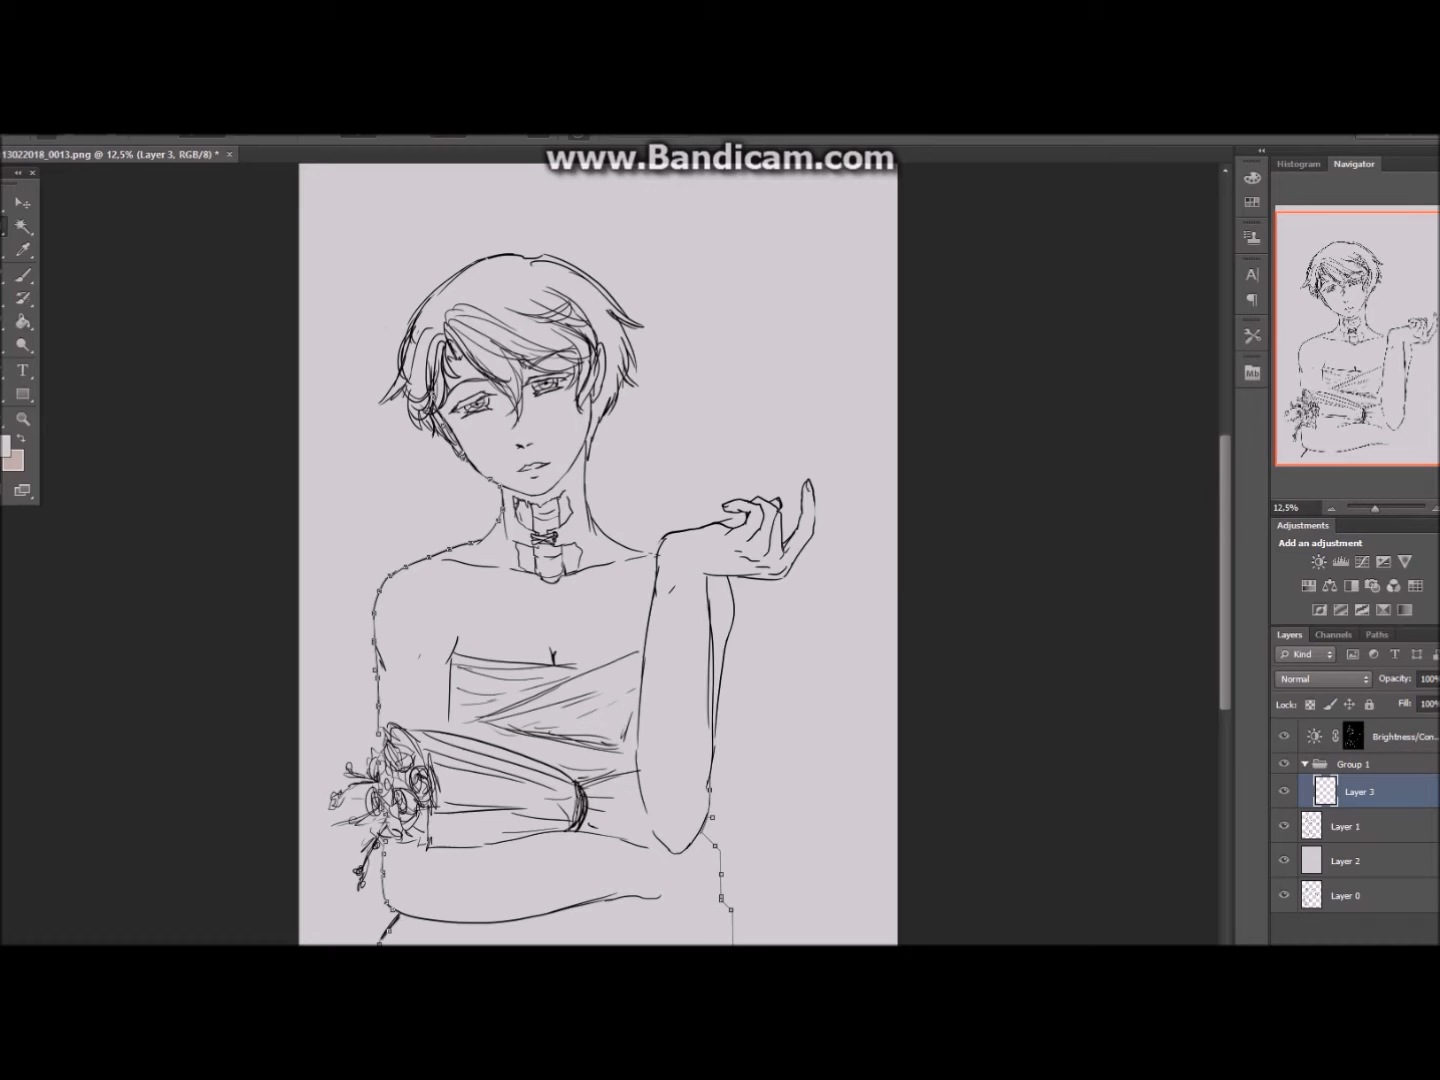 www.Bandicam.com
13022018_0013.png @ 12,5% (Layer 3, RGB/8) * ×
Histogram Navigator
12,5%
Adjustments
Add an adjustment
Layers Channels Paths
Kind
Normal Opacity: 100%
Lock: Fill: 100%
Brightness/Con...
Group 1
Layer 3
Layer 1
Layer 2
Layer 0